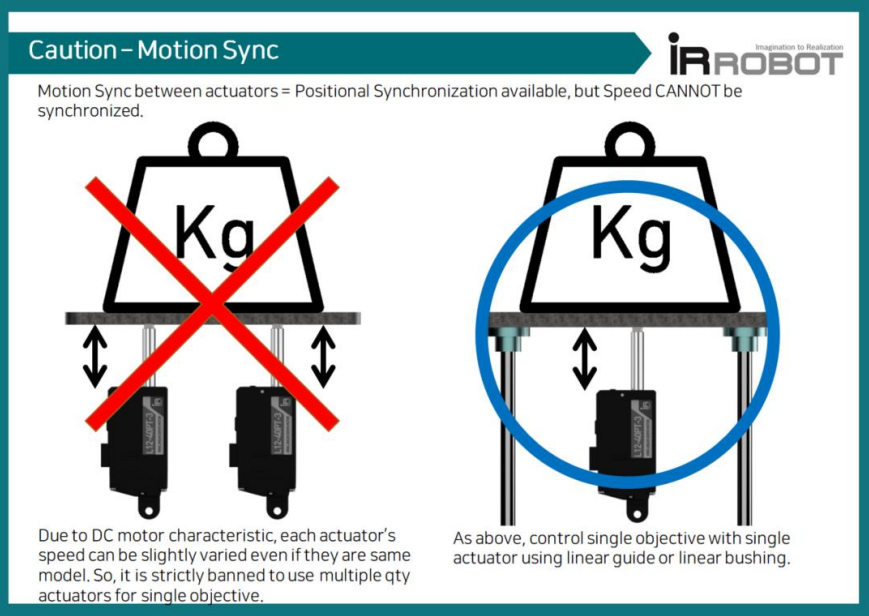 Caution – Motion Sync
Imagination to Realization
iR ROBOT
Motion Sync between actuators = Positional Synchronization available, but Speed CANNOT be
synchronized.
Kg
Kg
L12-40PT-3
L12-40PT-3
L12-40PT-3
Due to DC motor characteristic, each actuator's
speed can be slightly varied even if they are same
model. So, it is strictly banned to use multiple qty
actuators for single objective.
As above, control single objective with single
actuator using linear guide or linear bushing.